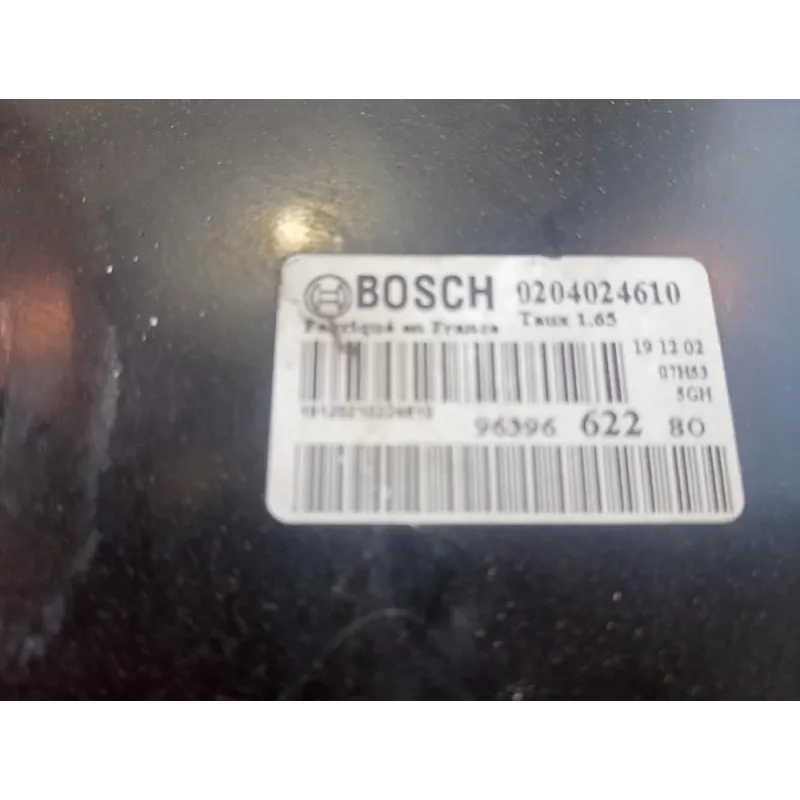 BOSCH 0204024610
Fabriqué en France Taux 1.65
19 12 02
07H53
5GH
96396 622 80